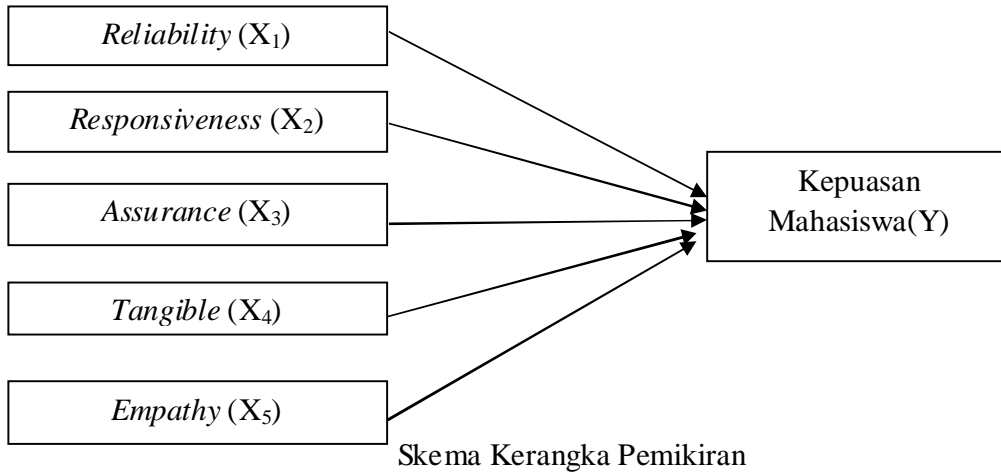 Reliability (X₁)
Responsiveness (X₂)
Assurance (X₃)
Tangible (X₄)
Empathy (X₅)
Kepuasan
Mahasiswa(Y)
Skema Kerangka Pemikiran